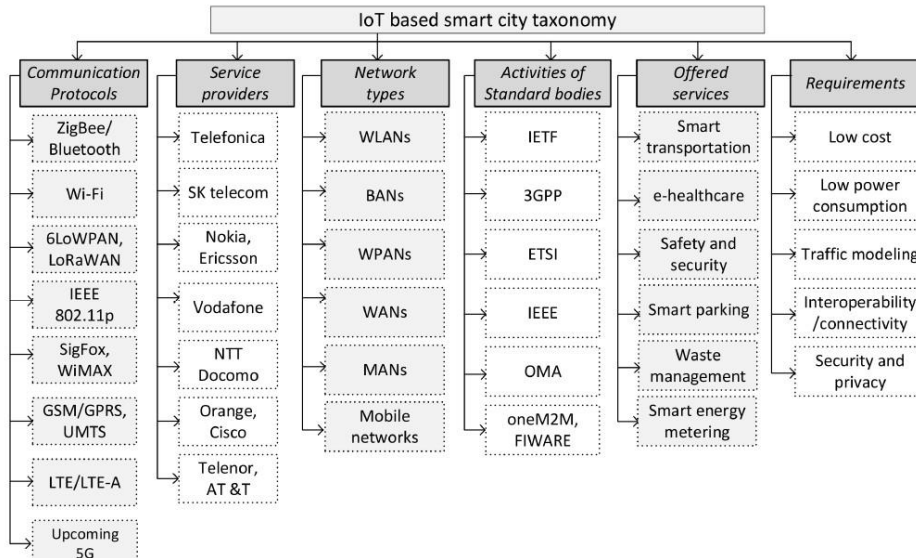 IoT based smart city taxonomy
Communication
Protocols
ZigBee/
Bluetooth
Wi-Fi
6LoWPAN,
LoRaWAN
IEEE
802.11p
SigFox,
WiMAX
GSM/GPRS,
UMTS
LTE/LTE-A
Upcoming
5G
Service
providers
Telefonica
SK telecom
Nokia,
Ericsson
Vodafone
NTT
Docomo
Orange,
Cisco
Telenor,
AT &T
Network
types
WLANs
BANs
WPANs
WANs
MANs
Mobile
networks
Activities of
Standard bodies
IETF
3GPP
ETSI
IEEE
OMA
oneM2M,
FIWARE
Offered
services
Smart
transportation
e-healthcare
Safety and
security
Smart parking
Waste
management
Smart energy
metering
Requirements
Low cost
Low power
consumption
Traffic modeling
Interoperability
/connectivity
Security and
privacy